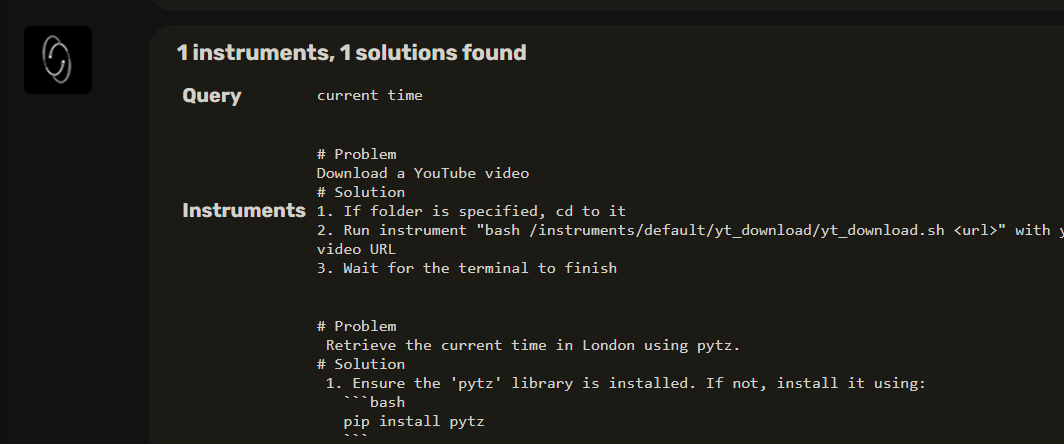 1 instruments, 1 solutions found
Query current time
# Problem
Download a YouTube video
# Solution
Instruments 1. If folder is specified, cd to it
2. Run instrument "bash /instruments/default/yt_download/yt_download.sh <url>" with
video URL
3. Wait for the terminal to finish
# Problem
Retrieve the current time in London using pytz.
# Solution
1. Ensure the 'pytz' library is installed. If not, install it using:
```bash
pip install pytz
```